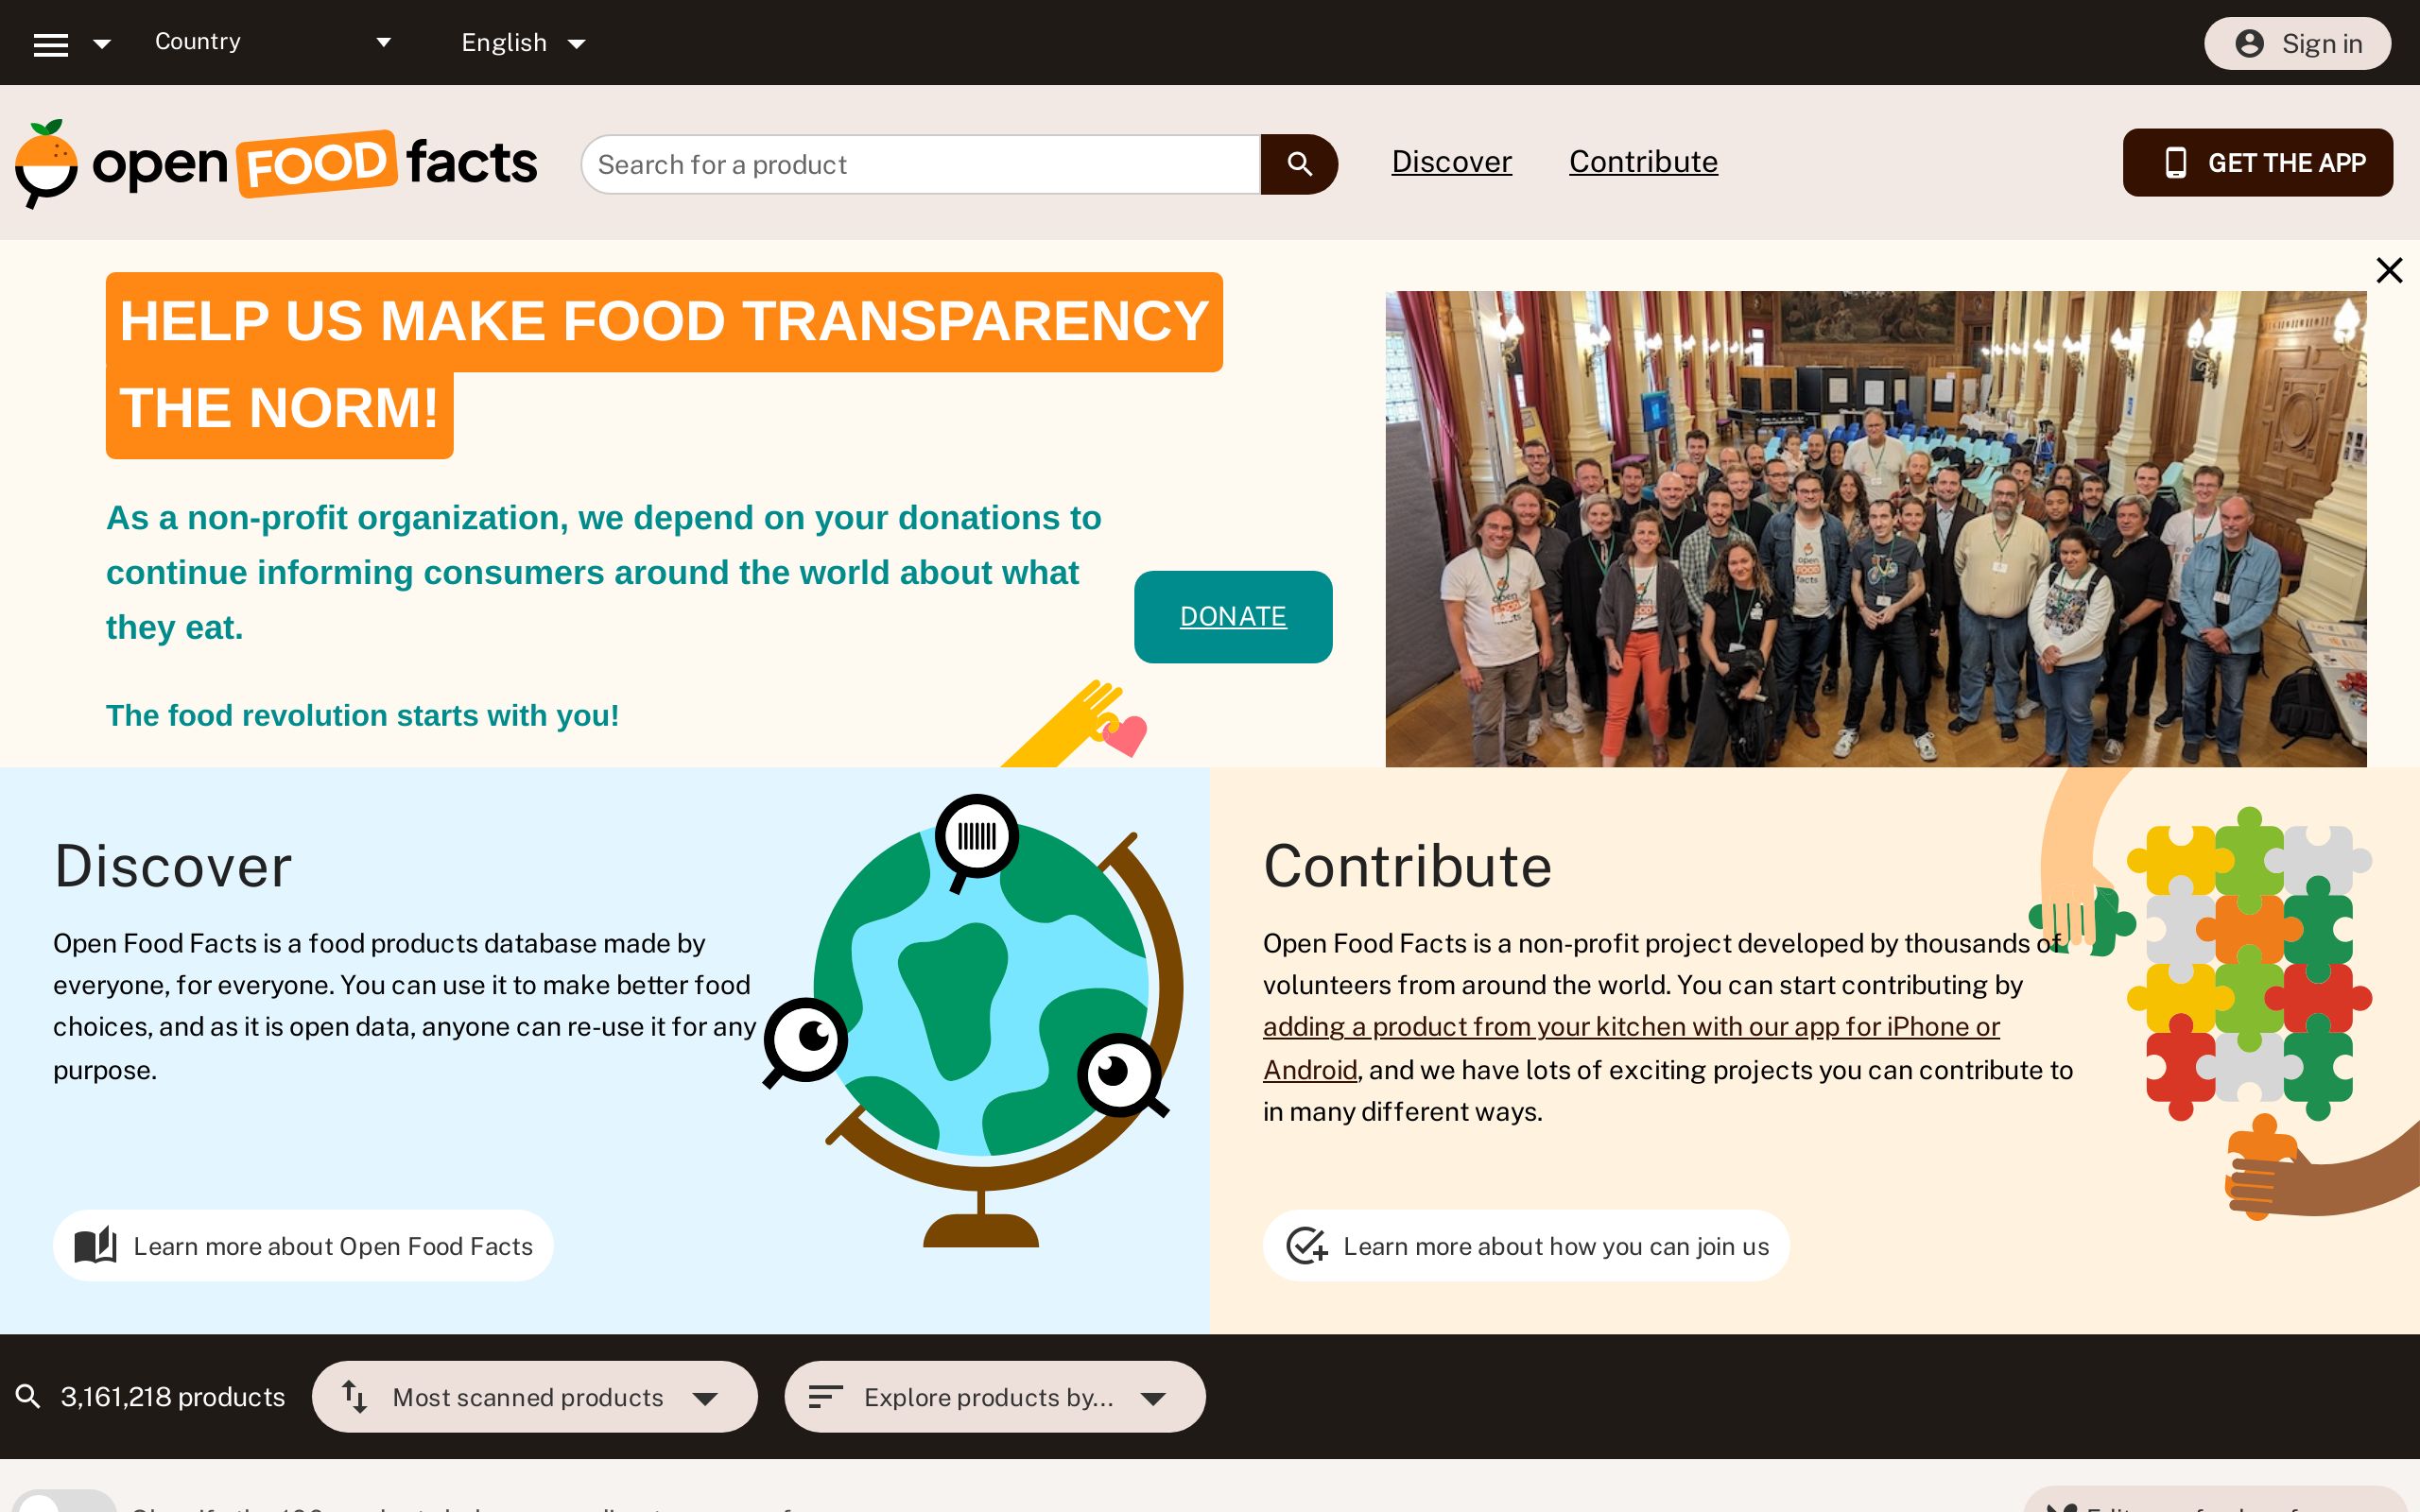 Country
English
Sign in
open FOOD facts
Search for a product
Discover
Contribute
GET THE APP
HELP US MAKE FOOD TRANSPARENCY
THE NORM!
As a non-profit organization, we depend on your donations to
continue informing consumers around the world about what
they eat.
DONATE
The food revolution starts with you!
Discover
Open Food Facts is a food products database made by
everyone, for everyone. You can use it to make better food
choices, and as it is open data, anyone can re-use it for any
purpose.
Learn more about Open Food Facts
Contribute
Open Food Facts is a non-profit project developed by thousands of
volunteers from around the world. You can start contributing by
adding a product from your kitchen with our app for iPhone or
Android, and we have lots of exciting projects you can contribute to
in many different ways.
Learn more about how you can join us
3,161,218 products
Most scanned products
Explore products by...